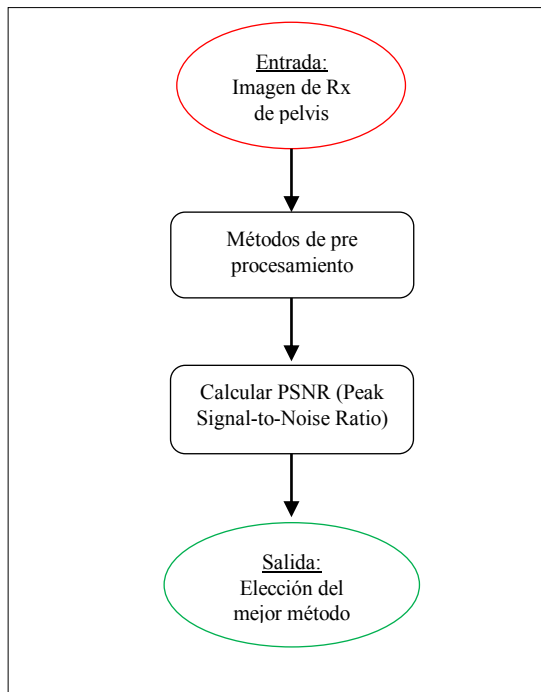 Entrada:
Imagen de Rx
de pelvis
Métodos de pre
procesamiento
Calcular PSNR (Peak
Signal-to-Noise Ratio)
Salida:
Elección del
mejor método